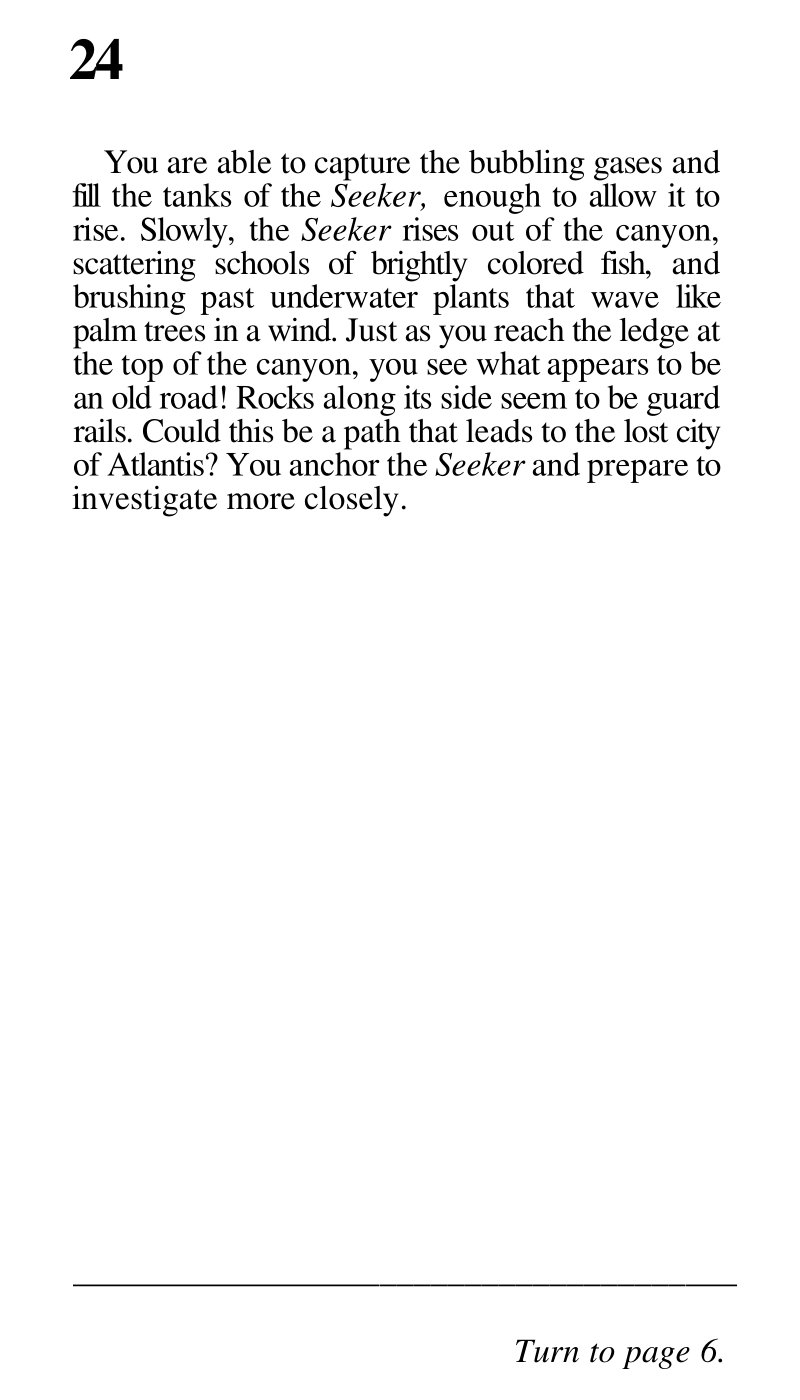 24
You are able to capture the bubbling gases and
fill the tanks of the Seeker, enough to allow it to
rise. Slowly, the Seeker rises out of the canyon,
scattering schools of brightly colored fish, and
brushing past underwater plants that wave like
palm trees in a wind. Just as you reach the ledge at
the top of the canyon, you see what appears to be
an old road! Rocks along its side seem to be guard
rails. Could this be a path that leads to the lost city
of Atlantis? You anchor the Seeker and prepare to
investigate more closely.
Turn to page 6.